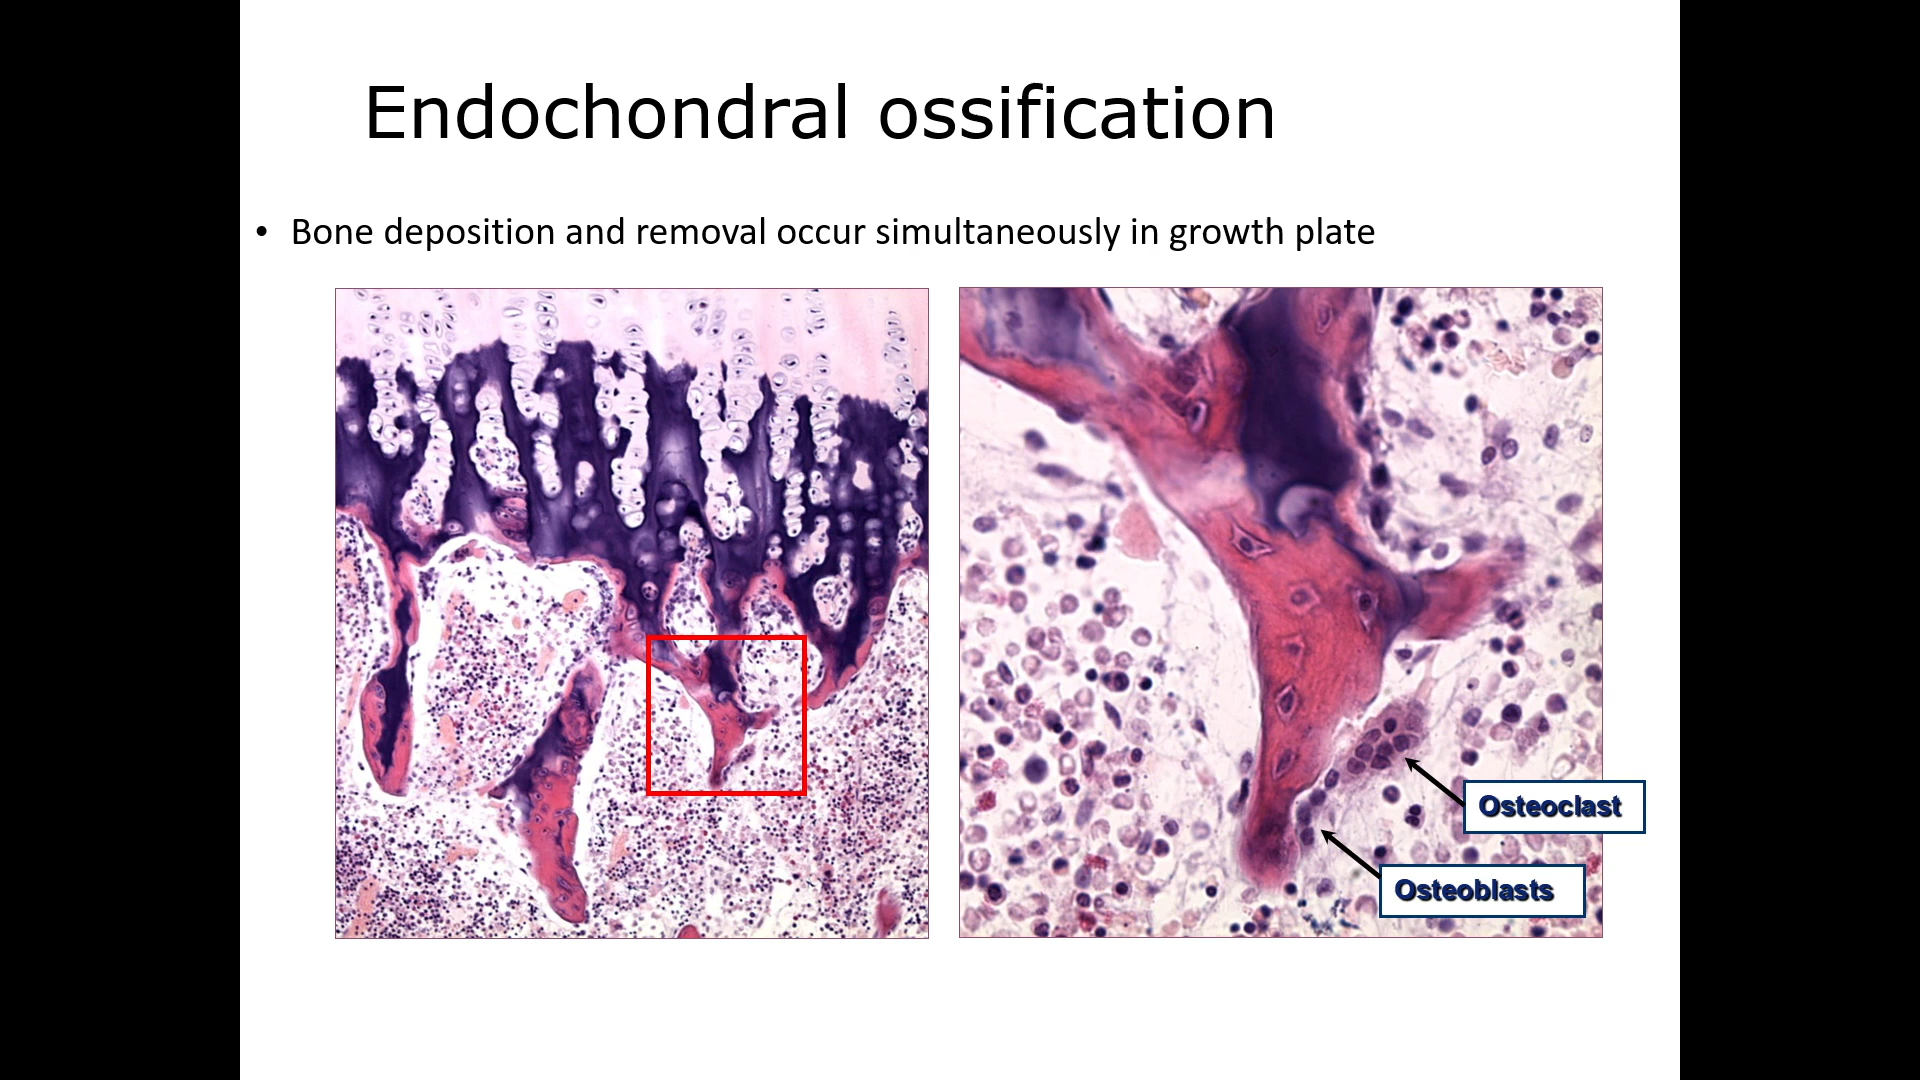 Endochondral ossification
• Bone deposition and removal occur simultaneously in growth plate
Osteoclast
Osteoblasts